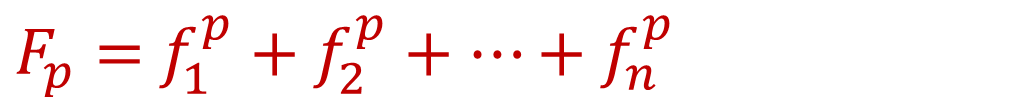 F_p = f_1^p + f_2^p + ⋯ + f_n^p